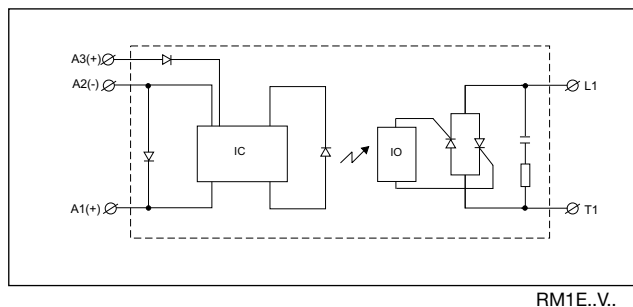 A3(+)
A2(-)
L1
IC
IO
A1(+)
T1
RM1E..V..